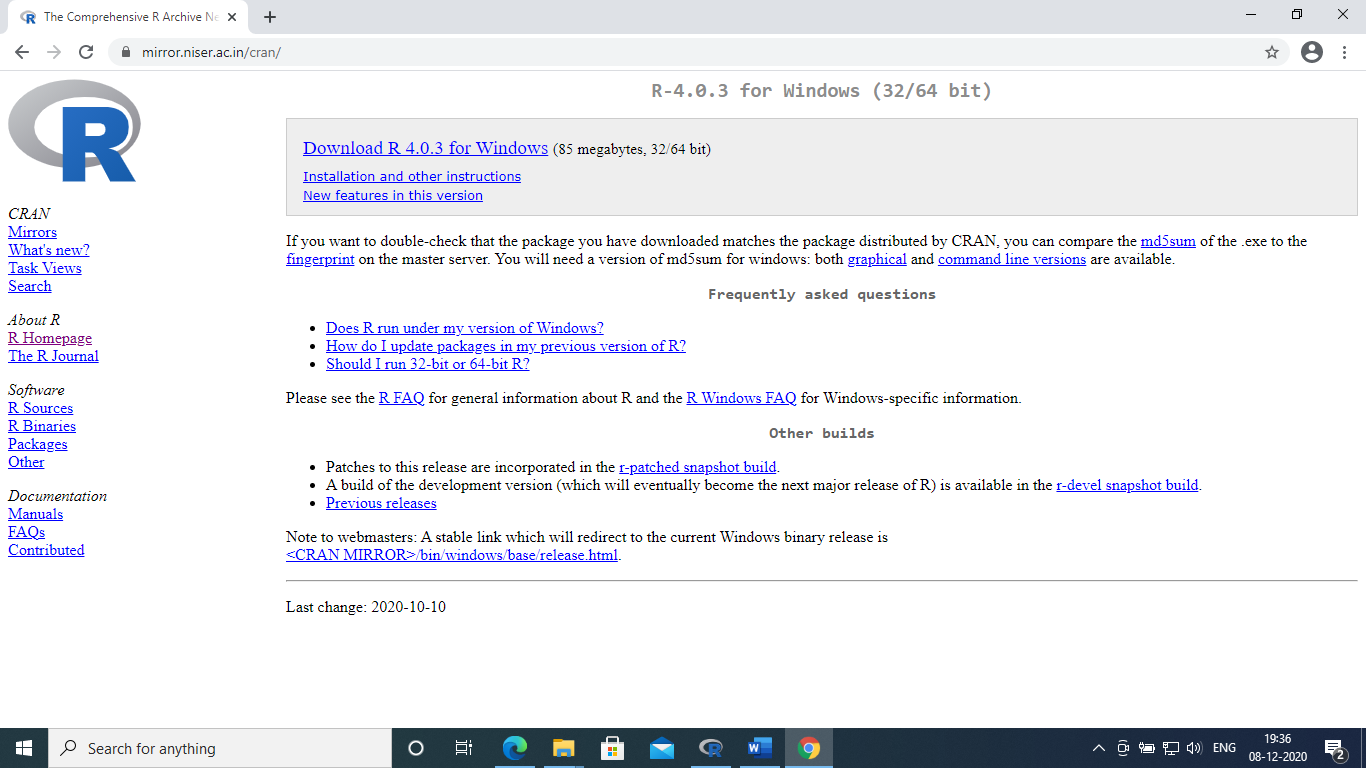 The Comprehensive R Archive Ne
mirror.niser.ac.in/cran/
R
CRAN
Mirrors
What's new?
Task Views
Search
About R
R Homepage
The R Journal
Software
R Sources
R Binaries
Packages
Other
Documentation
Manuals
FAQs
Contributed
R-4.0.3 for Windows (32/64 bit)
Download R 4.0.3 for Windows (85 megabytes, 32/64 bit)
Installation and other instructions
New features in this version
If you want to double-check that the package you have downloaded matches the package distributed by CRAN, you can compare the md5sum of the .exe to the
fingerprint on the master server. You will need a version of md5sum for windows: both graphical and command line versions are available.
Frequently asked questions
• Does R run under my version of Windows?
• How do I update packages in my previous version of R?
• Should I run 32-bit or 64-bit R?
Please see the R FAQ for general information about R and the R Windows FAQ for Windows-specific information.
Other builds
• Patches to this release are incorporated in the r-patched snapshot build.
• A build of the development version (which will eventually become the next major release of R) is available in the r-devel snapshot build.
• Previous releases
Note to webmasters: A stable link which will redirect to the current Windows binary release is
<CRAN MIRROR>/bin/windows/base/release.html.
Last change: 2020-10-10
Search for anything
ENG
19:36
08-12-2020
2